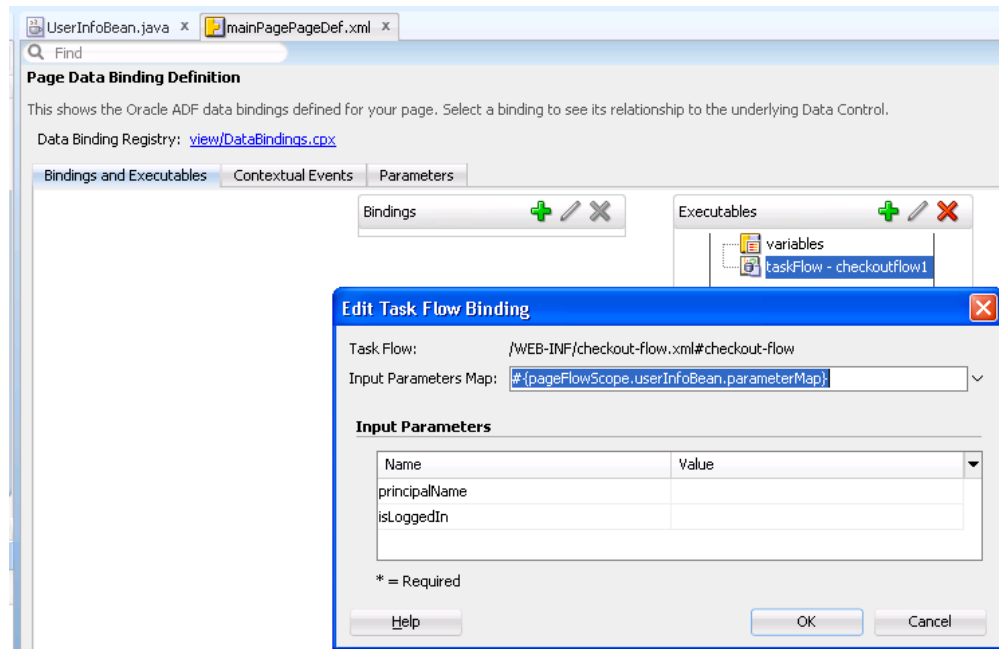 UserInfoBean.java x mainPagePageDef.xml x
Find
Page Data Binding Definition
This shows the Oracle ADF data bindings defined for your page. Select a binding to see its relationship to the underlying Data Control.
Data Binding Registry: view/DataBindings.cpx
Bindings and Executables Contextual Events Parameters
Bindings Executables
variables
taskFlow - checkoutflow1
Edit Task Flow Binding
Task Flow: /WEB-INF/checkout-flow.xml#checkout-flow
Input Parameters Map: #{pageFlowScope.userInfoBean.parameterMap}
Input Parameters
Name Value
principalName
isLoggedIn
* = Required
Help OK Cancel